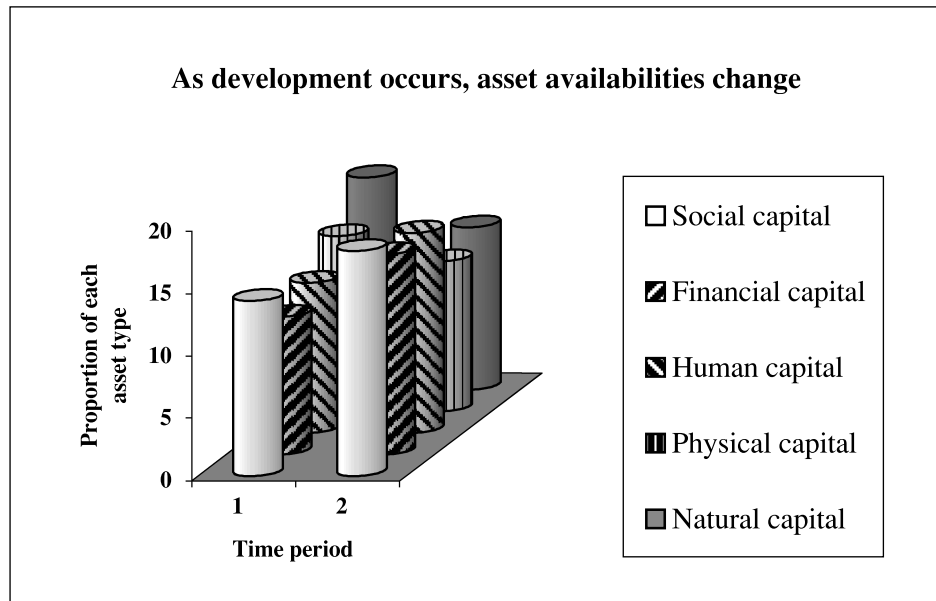 As development occurs, asset availabilities change
20
15
10
5
0
Proportion of each
asset type
1 2
Time period
Social capital
Financial capital
Human capital
Physical capital
Natural capital